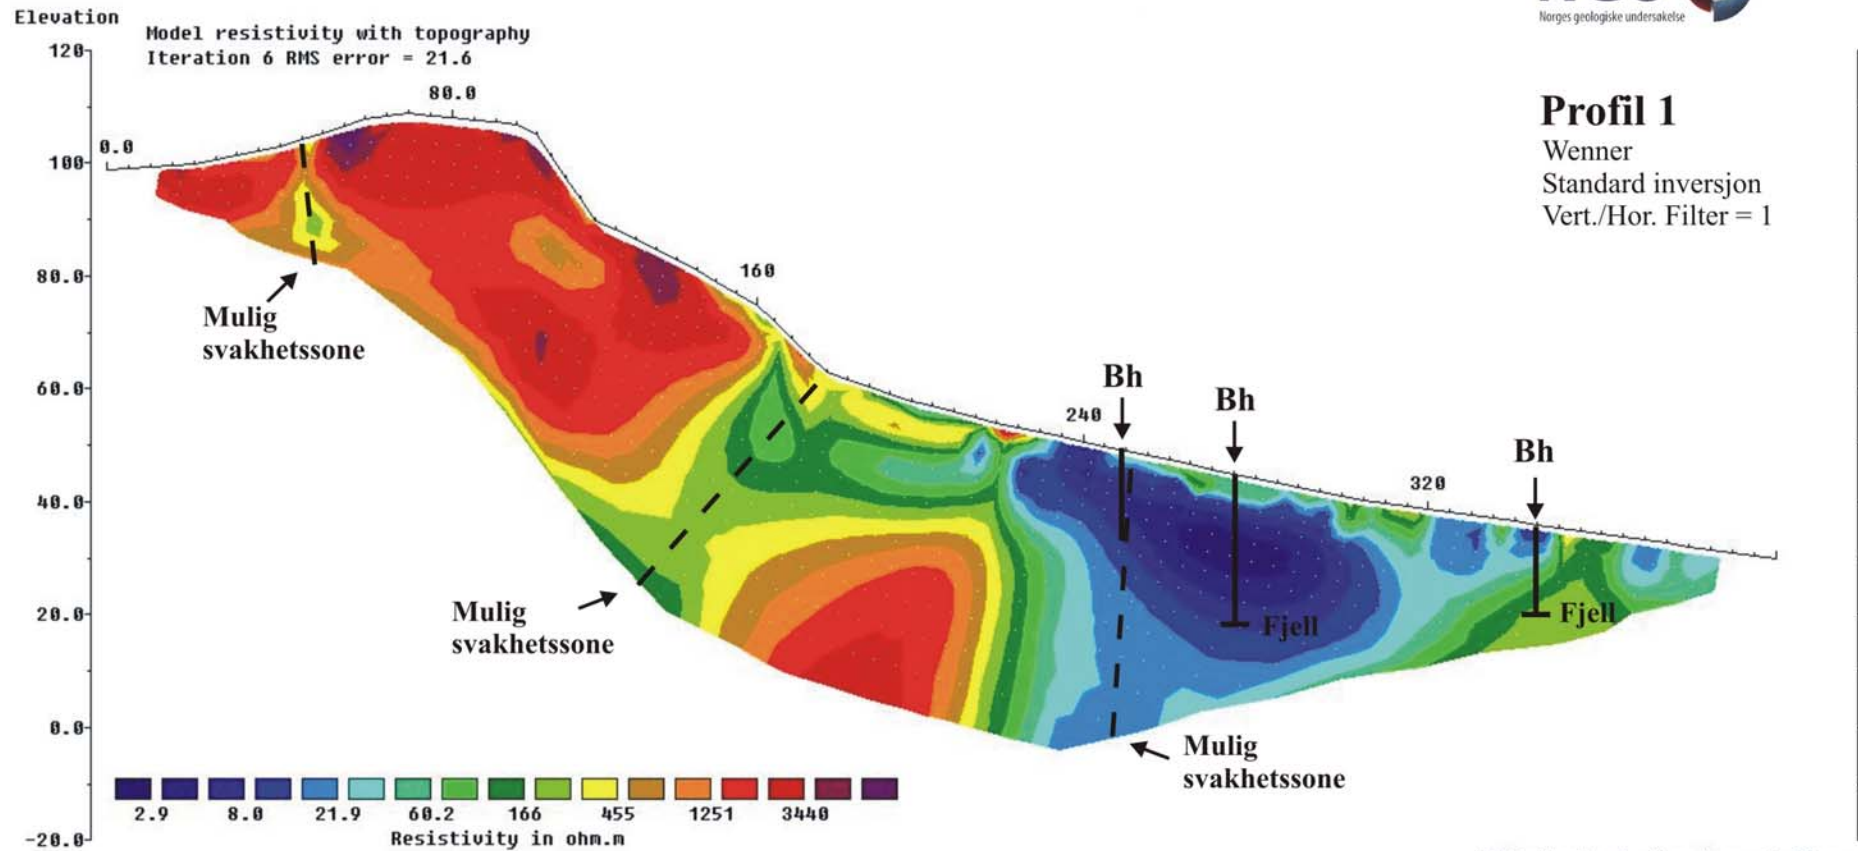 Elevation
Model resistivity with topography
Iteration 6 RMS error = 21.6
Norges geologiske undersøkelse
Profil 1
Wenner
Standard inversjon
Vert./Hor. Filter = 1
120
100
80.0
60.0
40.0
20.0
0.0
-20.0
0.0
80.0
160
240
320
Mulig
svakhetssone
Bh
Bh
Bh
Mulig
svakhetssone
Fjell
Fjell
Mulig
svakhetssone
2.9 8.0 21.9 60.2 166 455 1251 3440
Resistivity in ohm.m